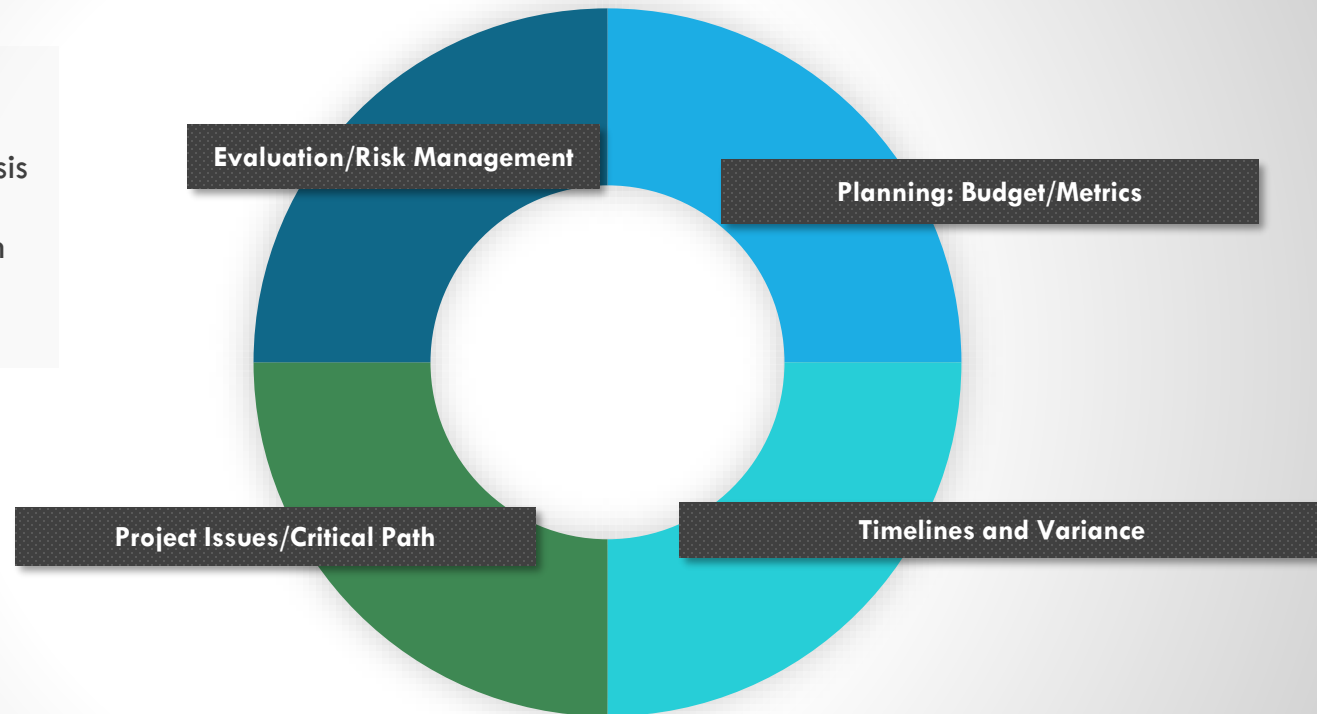 Evaluation/Risk Management
Planning: Budget/Metrics
Project Issues/Critical Path
Timelines and Variance